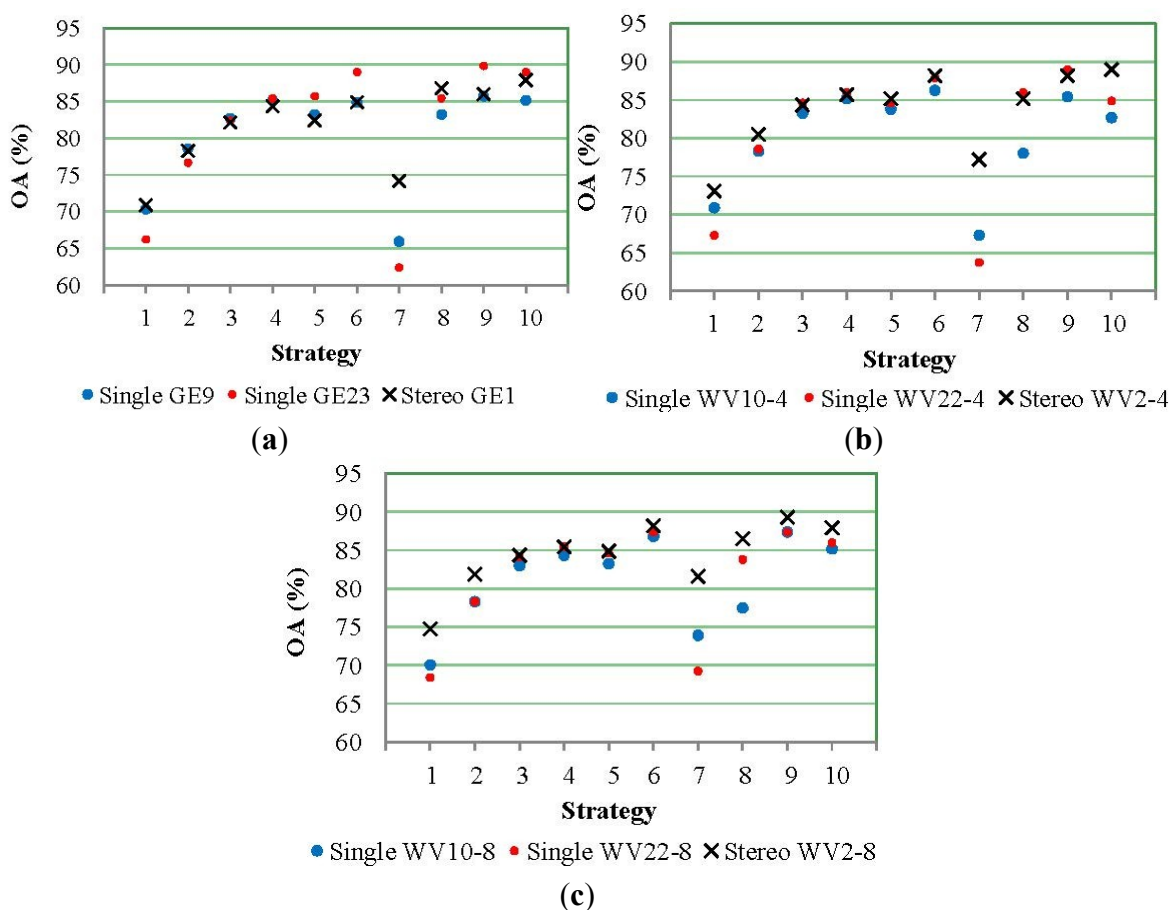 95
90
85
80
75
70
65
60
OA (%)
1 2 3 4 5 6 7 8 9 10
Strategy
Single GE9 Single GE23 Stereo GE1
(a)
95
90
85
80
75
70
65
60
OA (%)
1 2 3 4 5 6 7 8 9 10
Strategy
Single WV10-4 Single WV22-4 Stereo WV2-4
(b)
95
90
85
80
75
70
65
60
OA (%)
1 2 3 4 5 6 7 8 9 10
Strategy
Single WV10-8 Single WV22-8 Stereo WV2-8
(c)